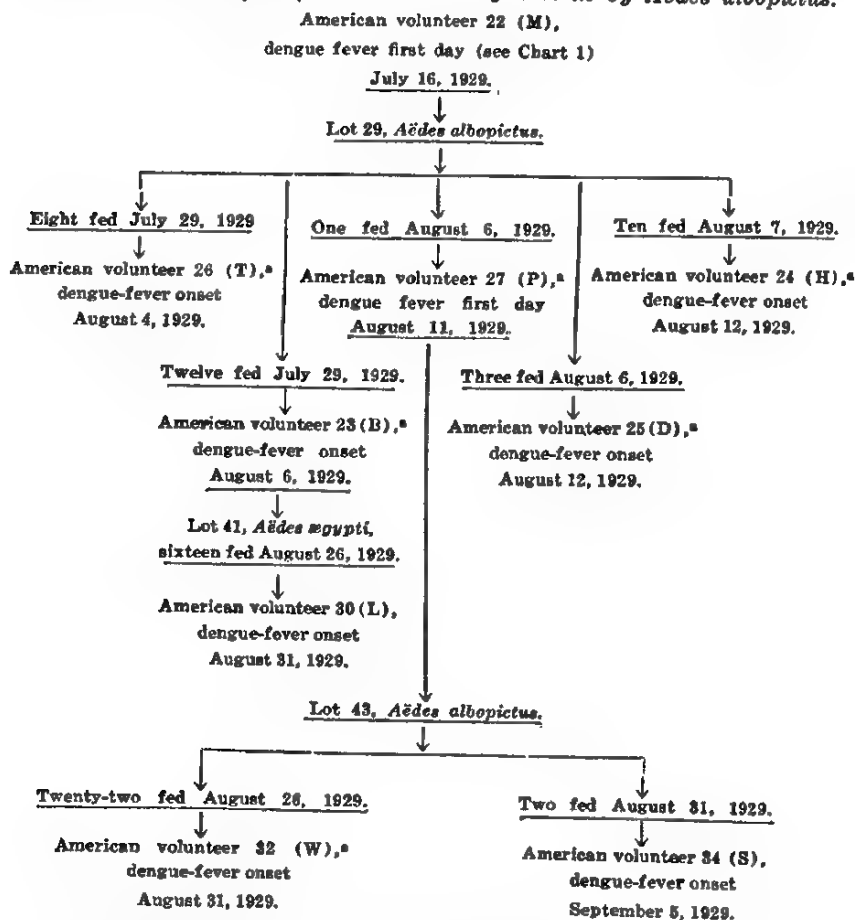 by Aëdes albopictus.
American volunteer 22 (M),
dengue fever first day (see Chart 1)
July 16, 1929.
Lot 29, Aëdes albopictus.
Eight fed July 29, 1929
American volunteer 26 (T),ª
dengue-fever onset
August 4, 1929.
One fed August 6, 1929.
American volunteer 27 (P),ª
dengue fever first day
August 11, 1929.
Ten fed August 7, 1929.
American volunteer 24 (H),ª
dengue-fever onset
August 12, 1929.
Twelve fed July 29, 1929.
American volunteer 23 (B),ª
dengue-fever onset
August 6, 1929.
Lot 41, Aëdes ægypti,
sixteen fed August 26, 1929.
American volunteer 30 (L),
dengue-fever onset
August 31, 1929.
Three fed August 6, 1929.
American volunteer 25 (D),ª
dengue-fever onset
August 12, 1929.
Lot 43, Aëdes albopictus.
Twenty-two fed August 26, 1929.
American volunteer 32 (W),ª
dengue-fever onset
August 31, 1929.
Two fed August 31, 1929.
American volunteer 34 (S),
dengue-fever onset
September 5, 1929.